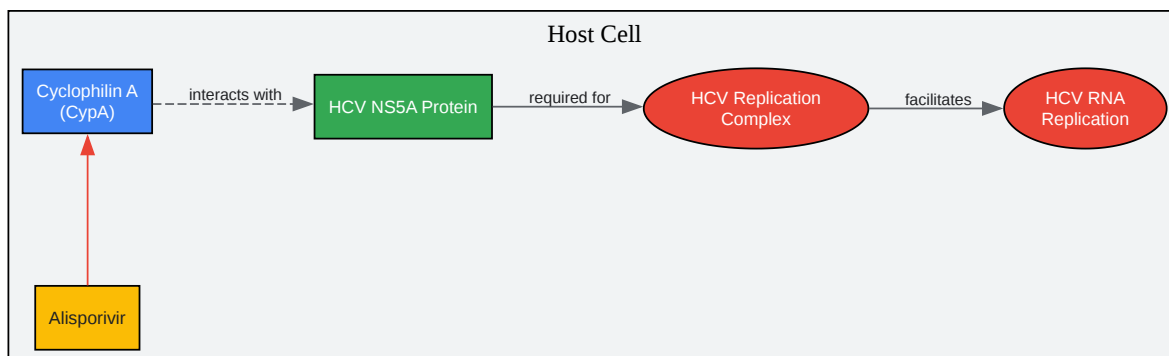 Host Cell
Cyclophilin A
(CypA)
interacts with
HCV NS5A Protein
required for
HCV Replication
Complex
facilitates
HCV RNA
Replication
Alisporivir